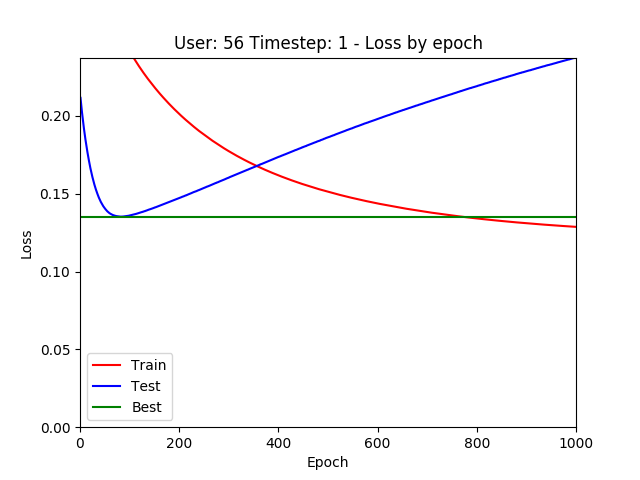 User: 56 Timestep: 1 - Loss by epoch
Loss
0.20
0.15
0.10
0.05
0.00
Train
Test
Best
0 200 400 600 800 1000
Epoch